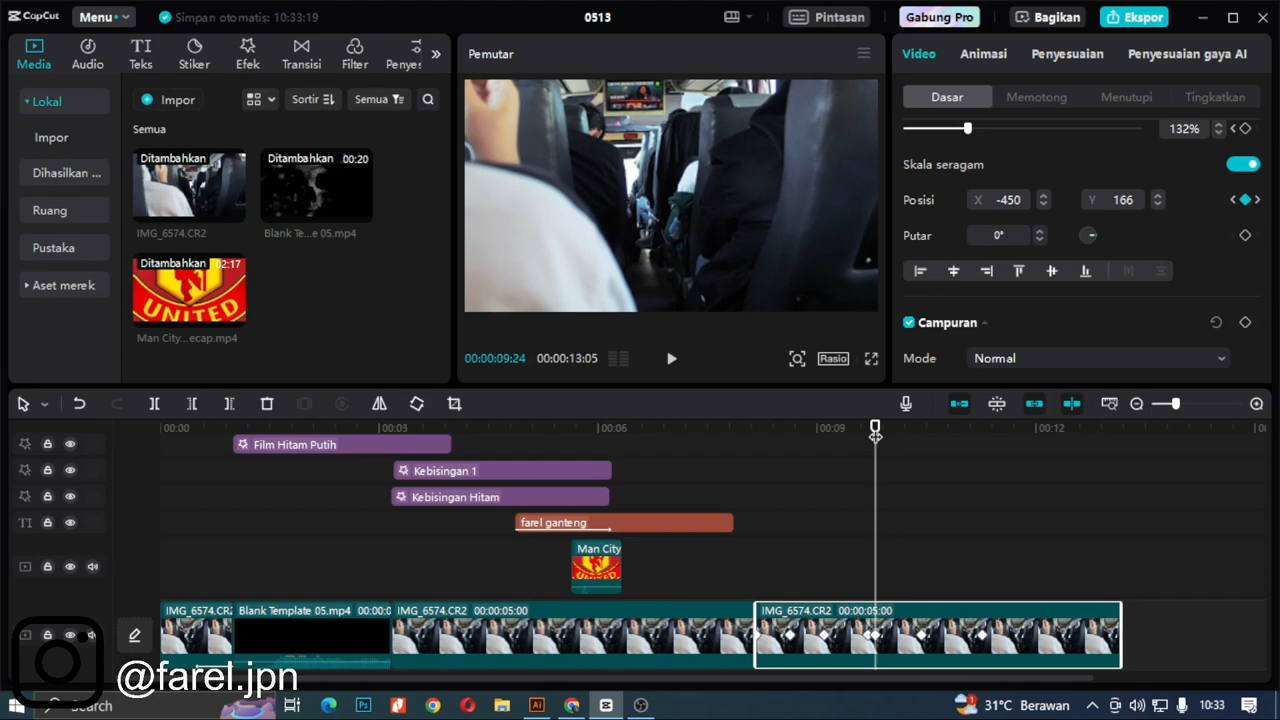 CapCut
Menu
Simpan otomatis: 10:33:19
0513
Pintasan
Gabung Pro
Bagikan
Ekspor
Media
Audio
Teks
Stiker
Efek
Transisi
Filter
Penye:
Lokal
Impor
Dihasilkan ...
Ruang
Pustaka
Aset merek
Impor
Sortir
Semua
Semua
Ditambahkan
IMG_6574.CR2
Ditambahkan 00:20
Blank Te...e 05.mp4
Ditambahkan 02:17
UNITED
Man City...ecap.mp4
Pemutar
00:00:09:24
00:00:13:05
Rasio
Video
Animasi
Penyesuaian
Penyesuaian gaya AI
Dasar
Memotong
Menutupi
Tingkatkan
132%
Skala seragam
Posisi
X -450
Y 166
Putar
0°
Campuran
Mode
Normal
00:00
00:03
00:06
00:09
00:12
Film Hitam Putih
Kebisingan 1
Kebisingan Hitam
TI
farel ganteng
Man City
IMG_6574.CR2
Blank Template 05.mp4 00:00:0
IMG_6574.CR2 00:00:05:00
IMG_6574.CR2 00:00:05:00
@farel.jpn
Search
31°C Berawan
10:33